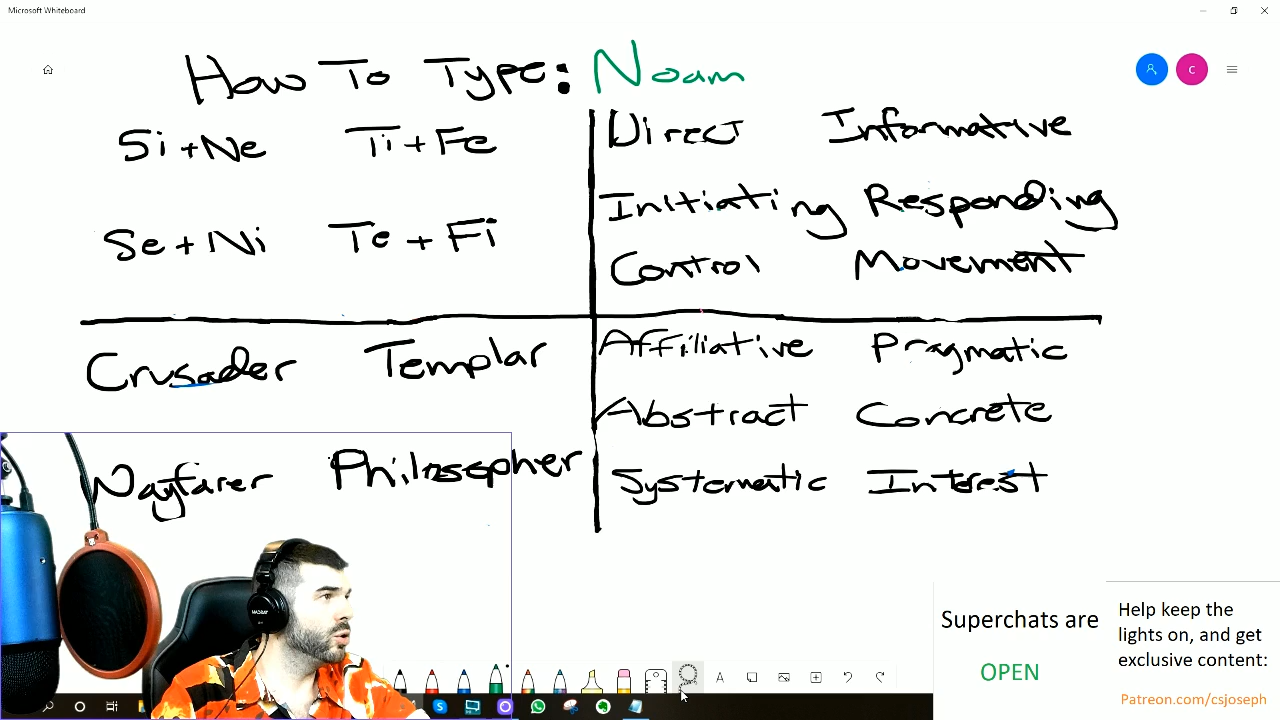 Microsoft Whiteboard
How To Type: Noam
Si+Ne Ti+Fe
Se+Ni Te+Fi
Direct Informative
Initiating Responding
Control Movement
Crusader Templar
Wayfarer Philosopher
Affiliative Pragmatic
Abstract Concrete
Systematic Interest
C
A
Superchats are
OPEN
Help keep the
lights on, and get
exclusive content:
Patreon.com/csjoseph